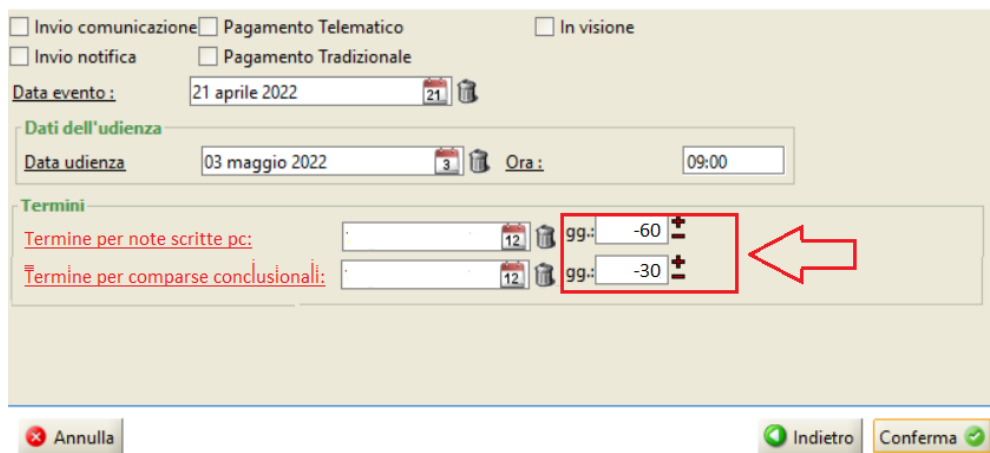 Invio comunicazione Pagamento Telematico In visione
Invio notifica Pagamento Tradizionale
Data evento : 21 aprile 2022 21
Dati dell'udienza
Data udienza 03 maggio 2022 3 Ora : 09:00
Termini
Termine per note scritte pc: 12 gg.: -60
Termine per comparse conclusionali: 12 gg.: -30
Annulla Indietro Conferma